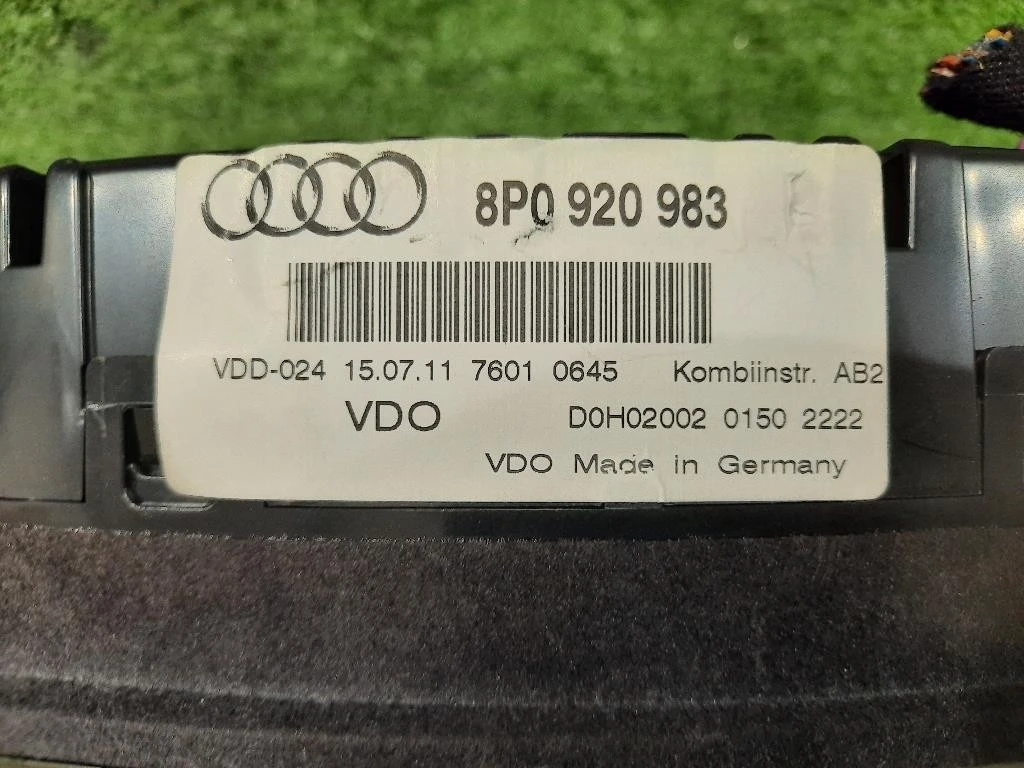 8P0 920 983
VDD-024 15.07.11 7601 0645 Kombiinstr. AB2
VDO D0H02002 0150 2222
VDO Made in Germany